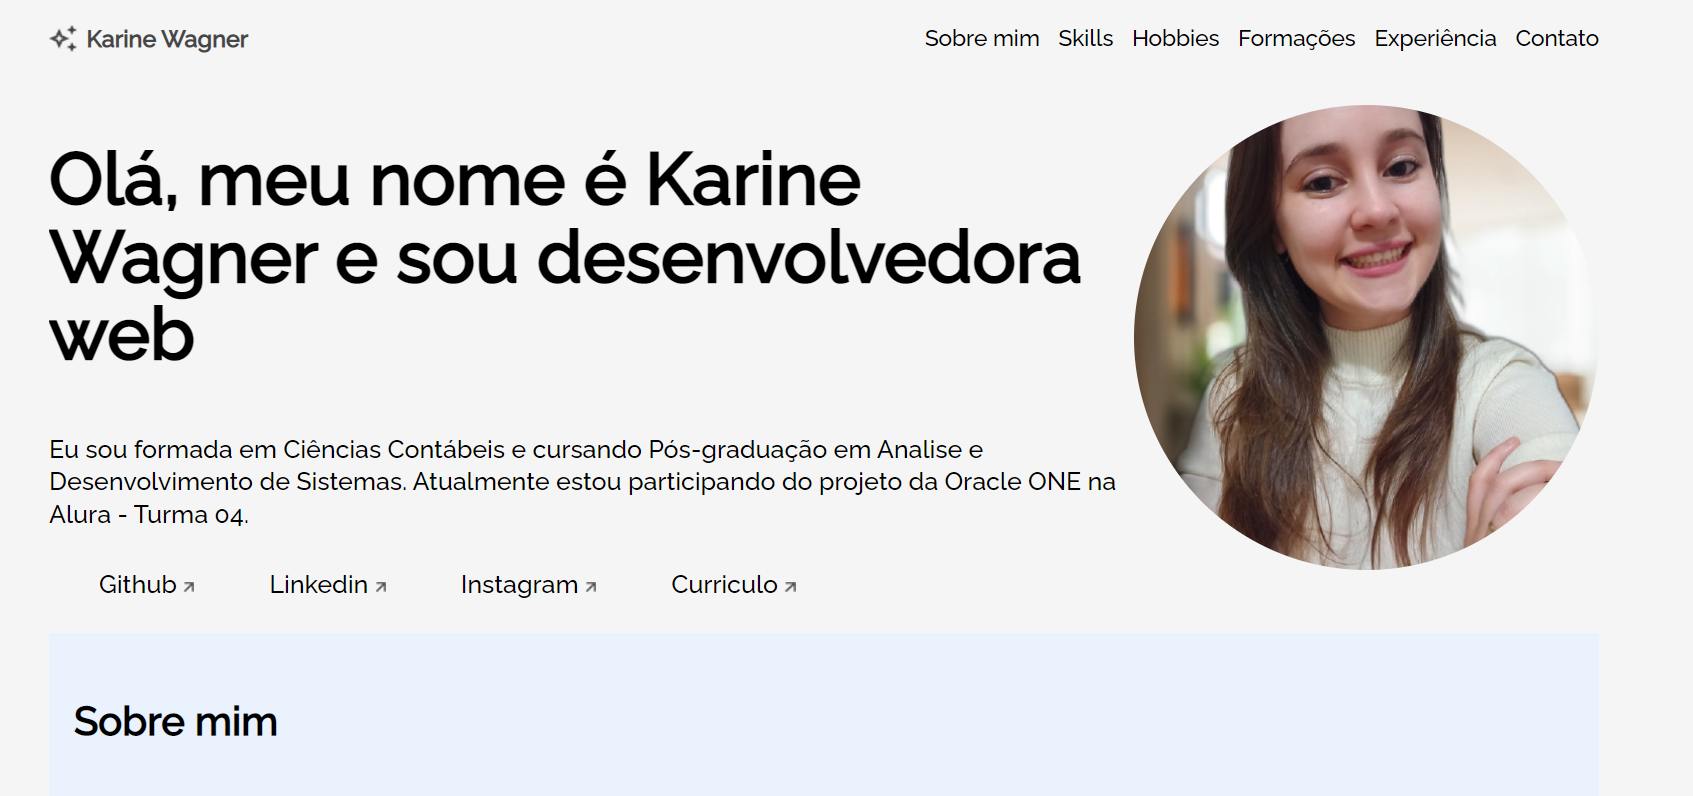 Karine Wagner
Sobre mim Skills Hobbies Formações Experiência Contato
Olá, meu nome é Karine
Wagner e sou desenvolvedora
web
Eu sou formada em Ciências Contábeis e cursando Pós-graduação em Analise e
Desenvolvimento de Sistemas. Atualmente estou participando do projeto da Oracle ONE na
Alura - Turma 04.
Github Linkedin Instagram Curriculo
Sobre mim